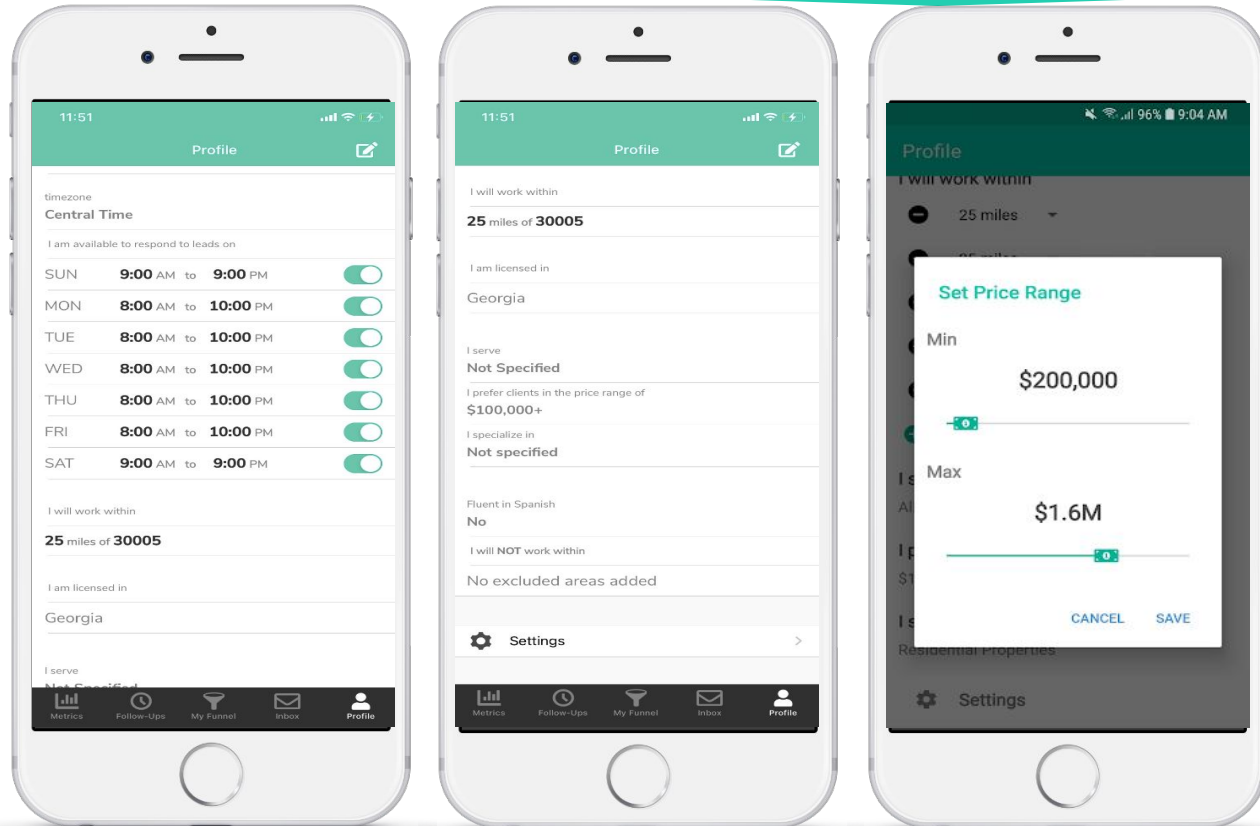 11:51
Profile
timezone
Central Time
I am available to respond to leads on
SUN 9:00 AM to 9:00 PM
MON 8:00 AM to 10:00 PM
TUE 8:00 AM to 10:00 PM
WED 8:00 AM to 10:00 PM
THU 8:00 AM to 10:00 PM
FRI 8:00 AM to 10:00 PM
SAT 9:00 AM to 9:00 PM
I will work within
25 miles of 30005
I am licensed in
Georgia
I serve
Not Specified
Metrics Follow-Ups My Funnel Inbox Profile
11:51
Profile
I will work within
25 miles of 30005
I am licensed in
Georgia
I serve
Not Specified
I prefer clients in the price range of
$100,000+
I specialize in
Not specified
Fluent in Spanish
No
I will NOT work within
No excluded areas added
Settings
Metrics Follow-Ups My Funnel Inbox Profile
96% 9:04 AM
Profile
I will work within
25 miles
Set Price Range
Min
$200,000
Max
$1.6M
CANCEL SAVE
Residential Properties
Settings